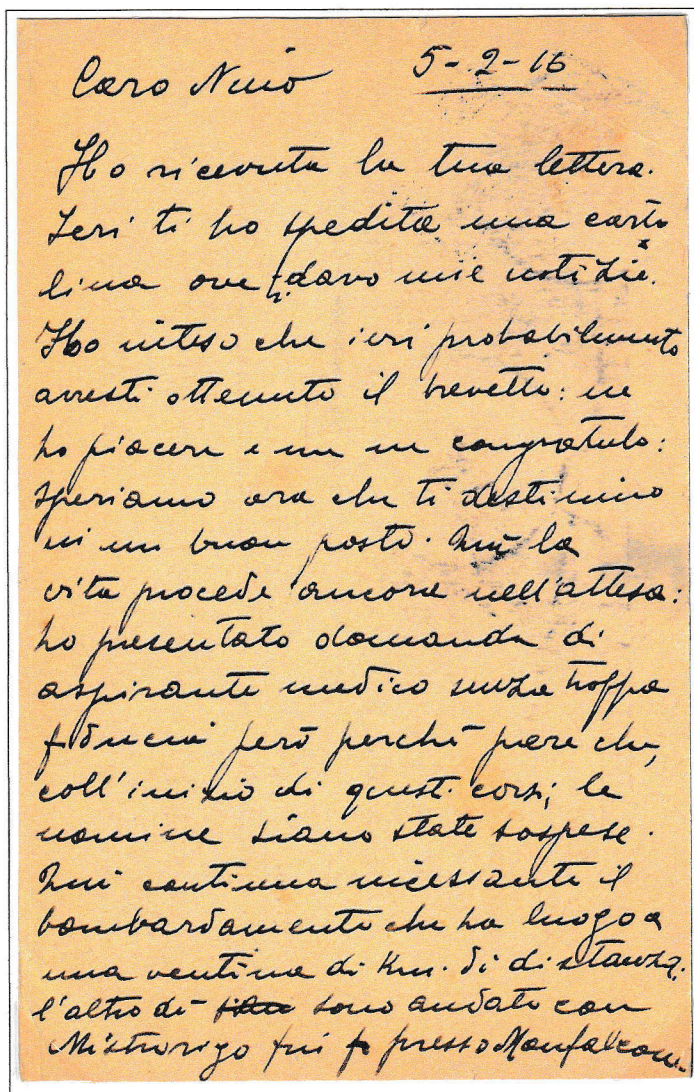 Caro Nino 5-2-16
Ho ricevuta la tua lettera.
Ieri ti ho spedita una carto
lina ove ti davo mie notizie.
Ho inteso che ieri probabilmente
avresti ottenuto il brevetto: ne
ho piacere e me ne congratulo:
speriamo ora che ti destinino
in un buon posto. Qui la
vita procede ancora nell'attesa:
ho presentato domanda di
aspirante medico senza troppa
fiducia però perchè pare che,
coll'inizio di questi corsi, le
nomine siano state sospese.
Qui continua incessante il
bombardamento che ha luogo a
una ventina di Km. di distanza.
l'altro dì sono andato con
Mistrorigo fin presso Monfalcone.